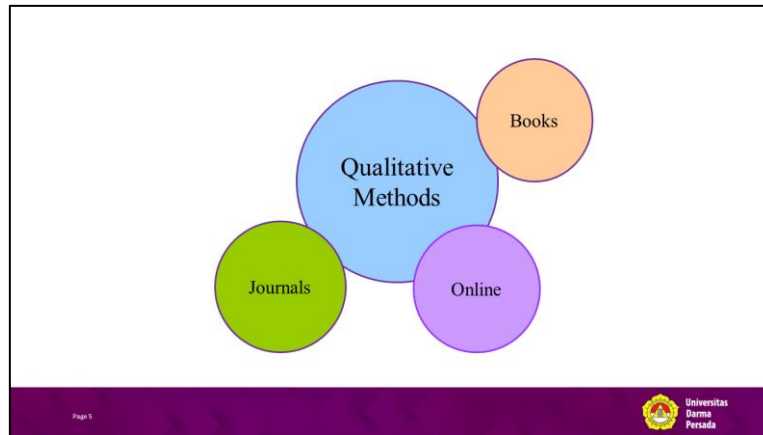 Books
Qualitative
Methods
Journals
Online
Page 5
Universitas
Darma
Persada